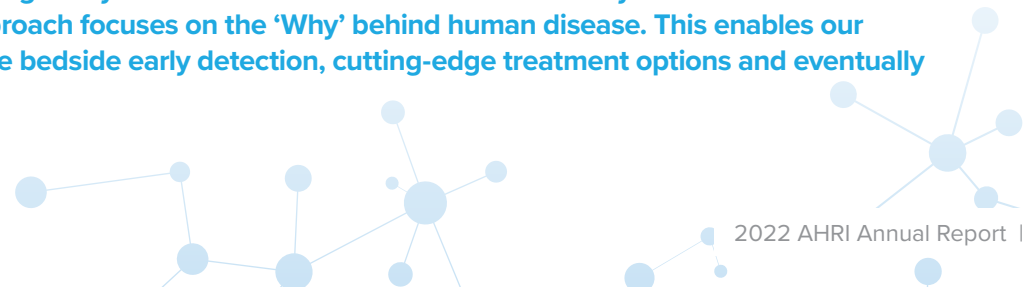 roach focuses on the ‘Why’ behind human disease. This enables our
e bedside early detection, cutting-edge treatment options and eventually
2022 AHRI Annual Report |